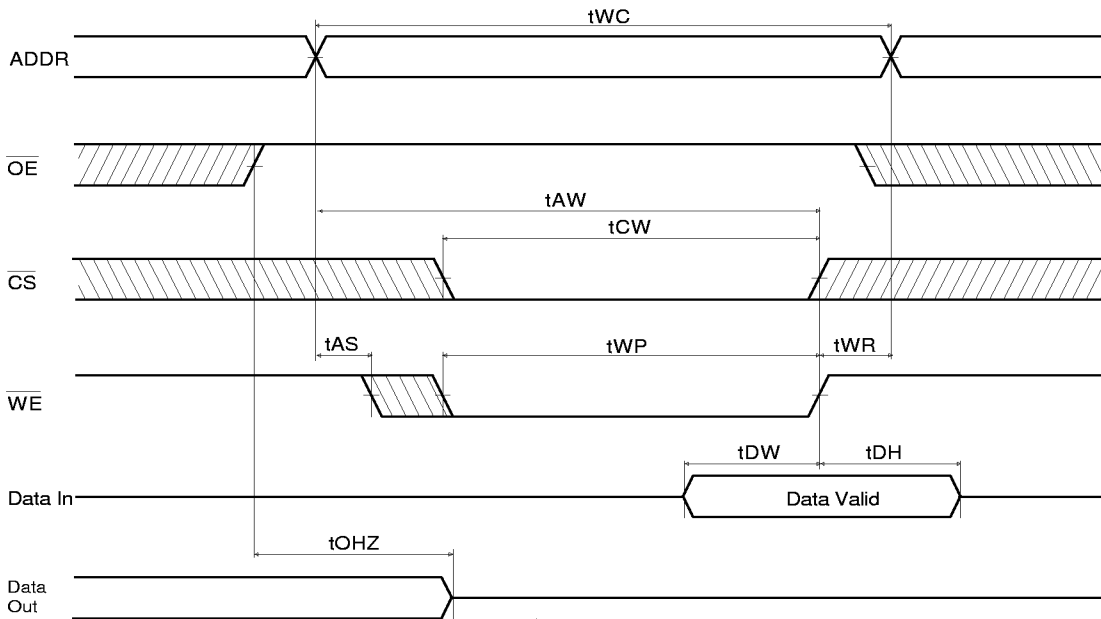 tWC
ADDR
OE
tAW
tCW
CS
tAS
tWP
tWR
WE
tDW
tDH
Data In
Data Valid
tOHZ
Data
Out